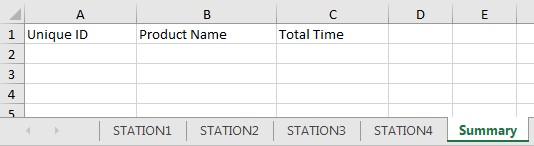 A B C D E
1 Unique ID Product Name Total Time
2
3
4
5
STATION1 STATION2 STATION3 STATION4 Summary